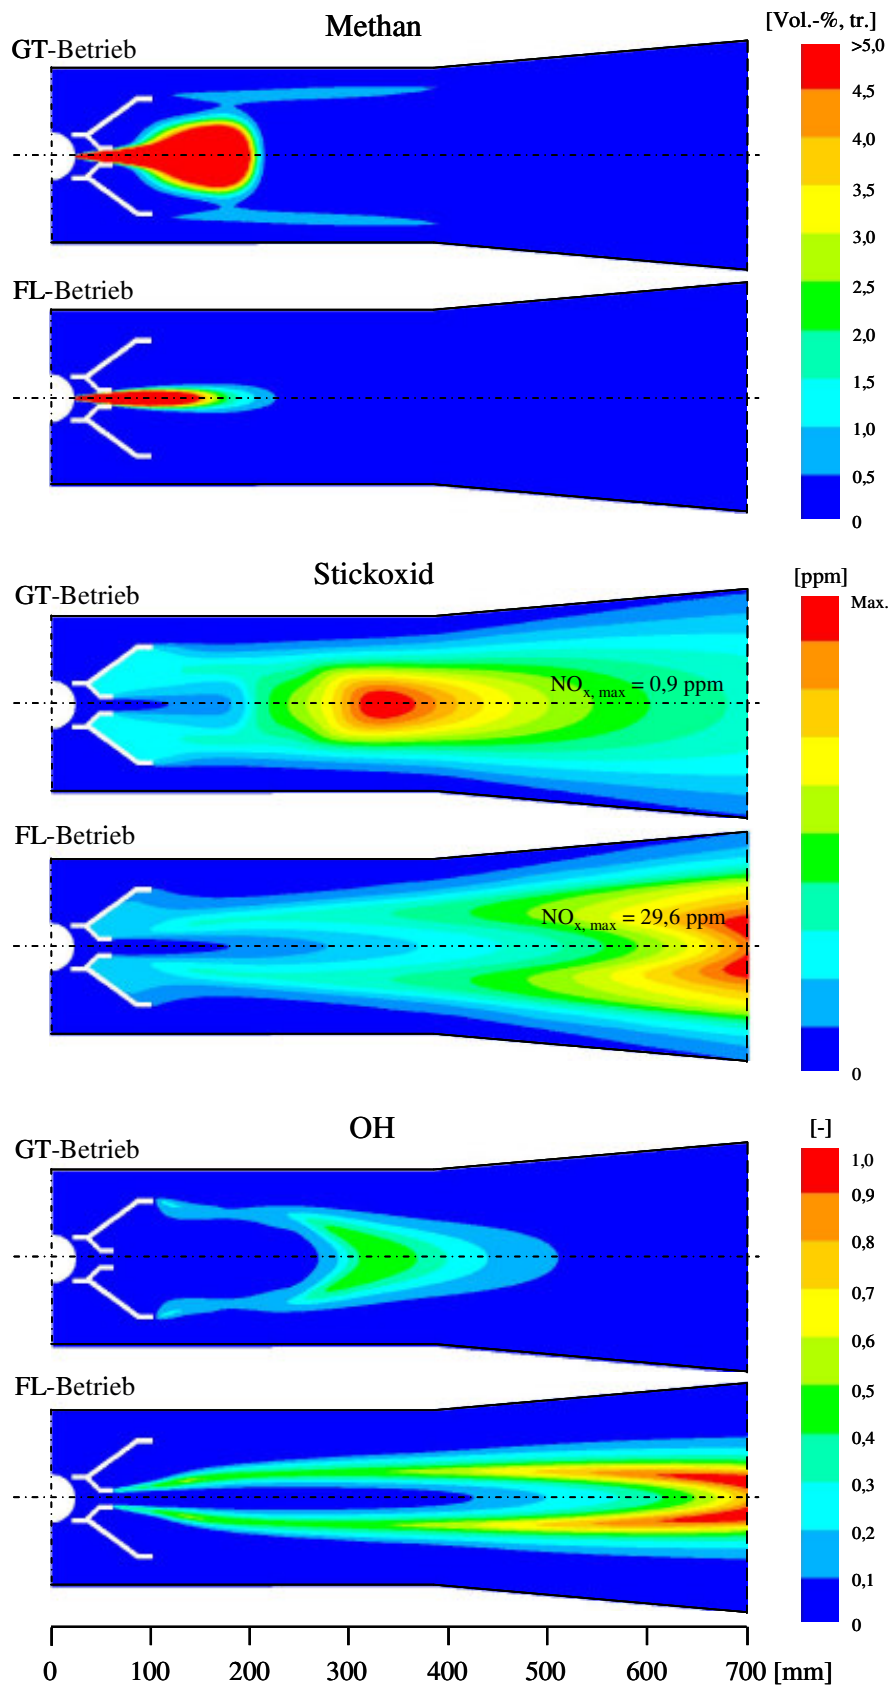 Methan
[Vol.-%, tr.]
GT-Betrieb
>5,0
4,5
4,0
3,5
3,0
2,5
2,0
1,5
1,0
0,5
0
FL-Betrieb
Stickoxid
[ppm]
GT-Betrieb
Max.
NOx, max = 0,9 ppm
FL-Betrieb
NOx, max = 29,6 ppm
0
OH
[-]
GT-Betrieb
1,0
0,9
0,8
0,7
0,6
0,5
0,4
0,3
0,2
0,1
0
FL-Betrieb
0 100 200 300 400 500 600 700 [mm]